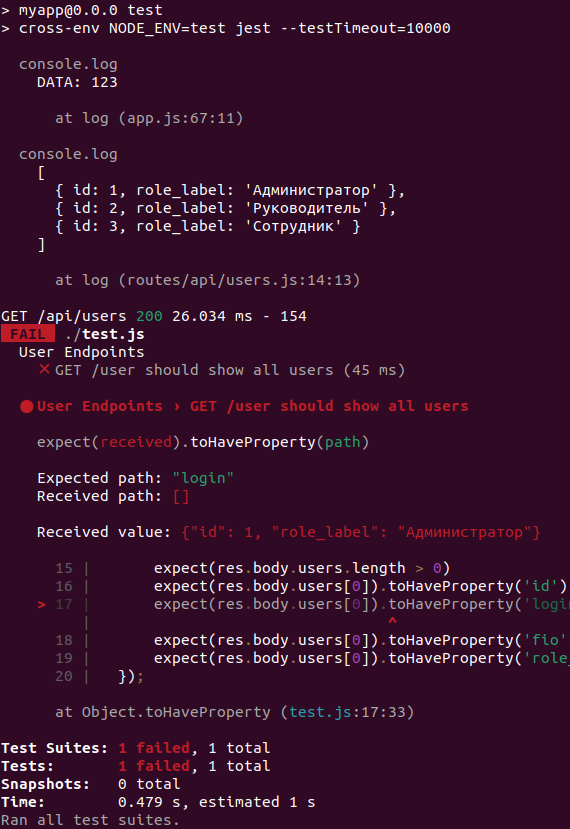 > myapp@0.0.0 test
> cross-env NODE_ENV=test jest --testTimeout=10000
console.log
DATA: 123
at log (app.js:67:11)
console.log
[
{ id: 1, role_label: 'Администратор' },
{ id: 2, role_label: 'Руководитель' },
{ id: 3, role_label: 'Сотрудник' }
]
at log (routes/api/users.js:14:13)
GET /api/users 200 26.034 ms - 154
FAIL ./test.js
User Endpoints
✕ GET /user should show all users (45 ms)
● User Endpoints › GET /user should show all users
expect(received).toHaveProperty(path)
Expected path: "login"
Received path: []
Received value: {"id": 1, "role_label": "Администратор"}
15 | expect(res.body.users.length > 0)
16 | expect(res.body.users[0]).toHaveProperty('id')
> 17 | expect(res.body.users[0]).toHaveProperty('login
| ^
18 | expect(res.body.users[0]).toHaveProperty('fio'
19 | expect(res.body.users[0]).toHaveProperty('role_
20 | });
at Object.toHaveProperty (test.js:17:33)
Test Suites: 1 failed, 1 total
Tests: 1 failed, 1 total
Snapshots: 0 total
Time: 0.479 s, estimated 1 s
Ran all test suites.